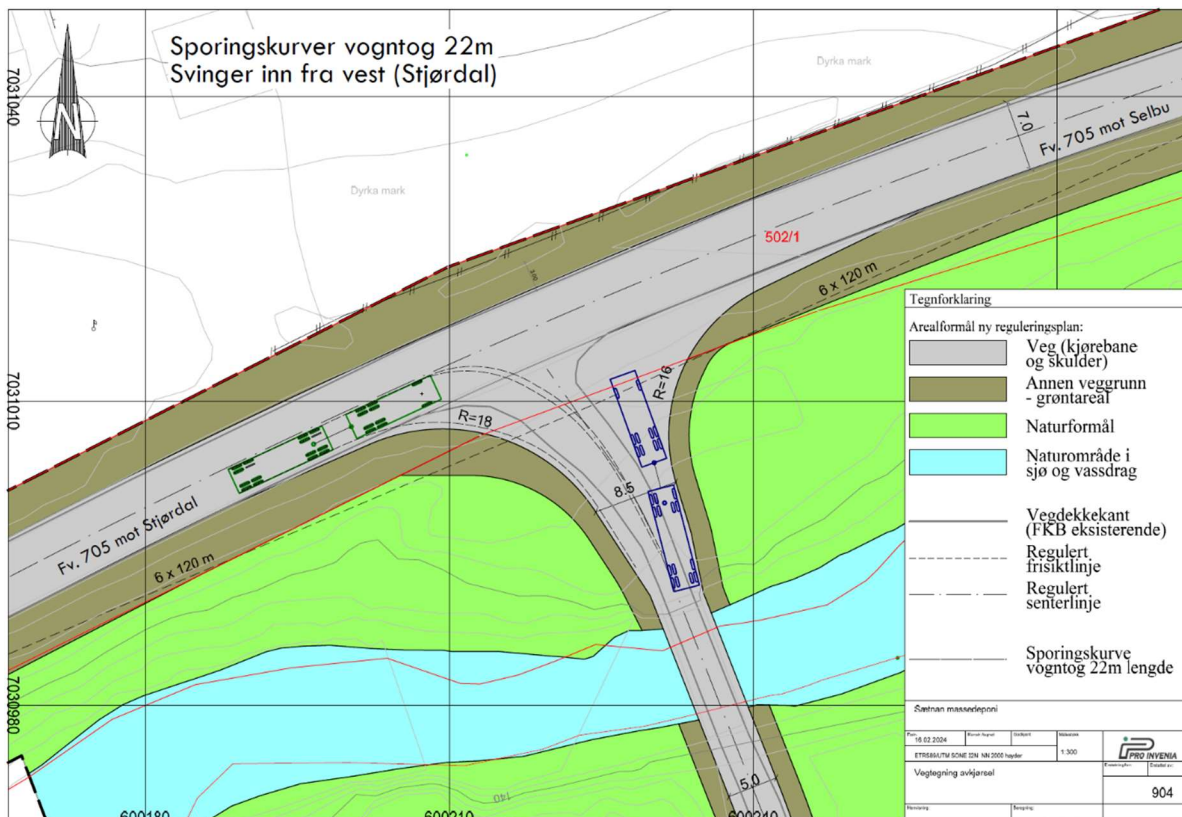 Sporingskurver vogntog 22m
Svinger inn fra vest (Stjørdal)
N
7031040
Dyrka mark
7.0
Fv. 705 mot Selbu
Dyrka mark
502/1
6 x 120 m
7031010
R=16
R=18
8.5
Fv. 705 mot Stjørdal
6 x 120 m
7030980
140
5.0
600180
600210
600240
Tegnforklaring
Arealformål ny reguleringsplan:
Veg (kjørebane
og skulder)
Annen veggrunn
- grøntareal
Naturformål
Naturområde i
sjø og vassdrag
Vegdekkekant
(FKB eksisterende)
Regulert
frisiktlinje
Regulert
senterlinje
Sporingskurve
vogntog 22m lengde
Sætnan massedeponi
16.02.2024
1:300
PRO INVENIA
Vegtegning avkjørsel
904